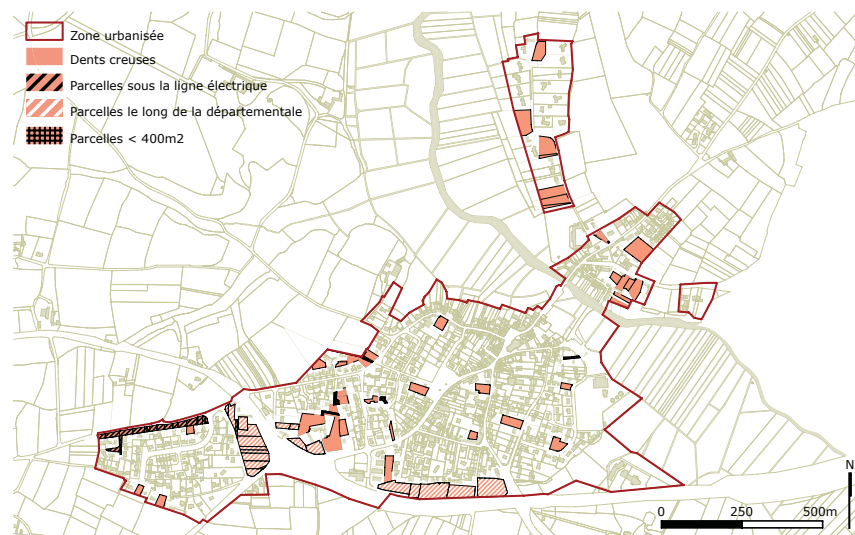 Zone urbanisée
Dents creuses
Parcelles sous la ligne électrique
Parcelles le long de la départementale
Parcelles < 400m2
N
0 250 500m